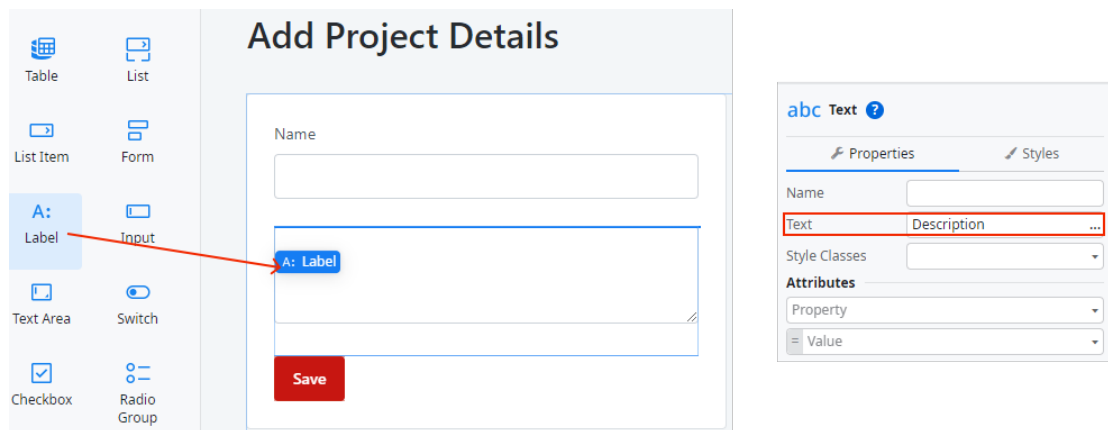 Add Project Details
Table
List
List Item
Form
A:
Label
Input
Text Area
Switch
Checkbox
Radio
Group
Name
A: Label
Save
abc Text ?
Properties
Styles
Name
Text
Description
...
Style Classes
Attributes
Property
= Value